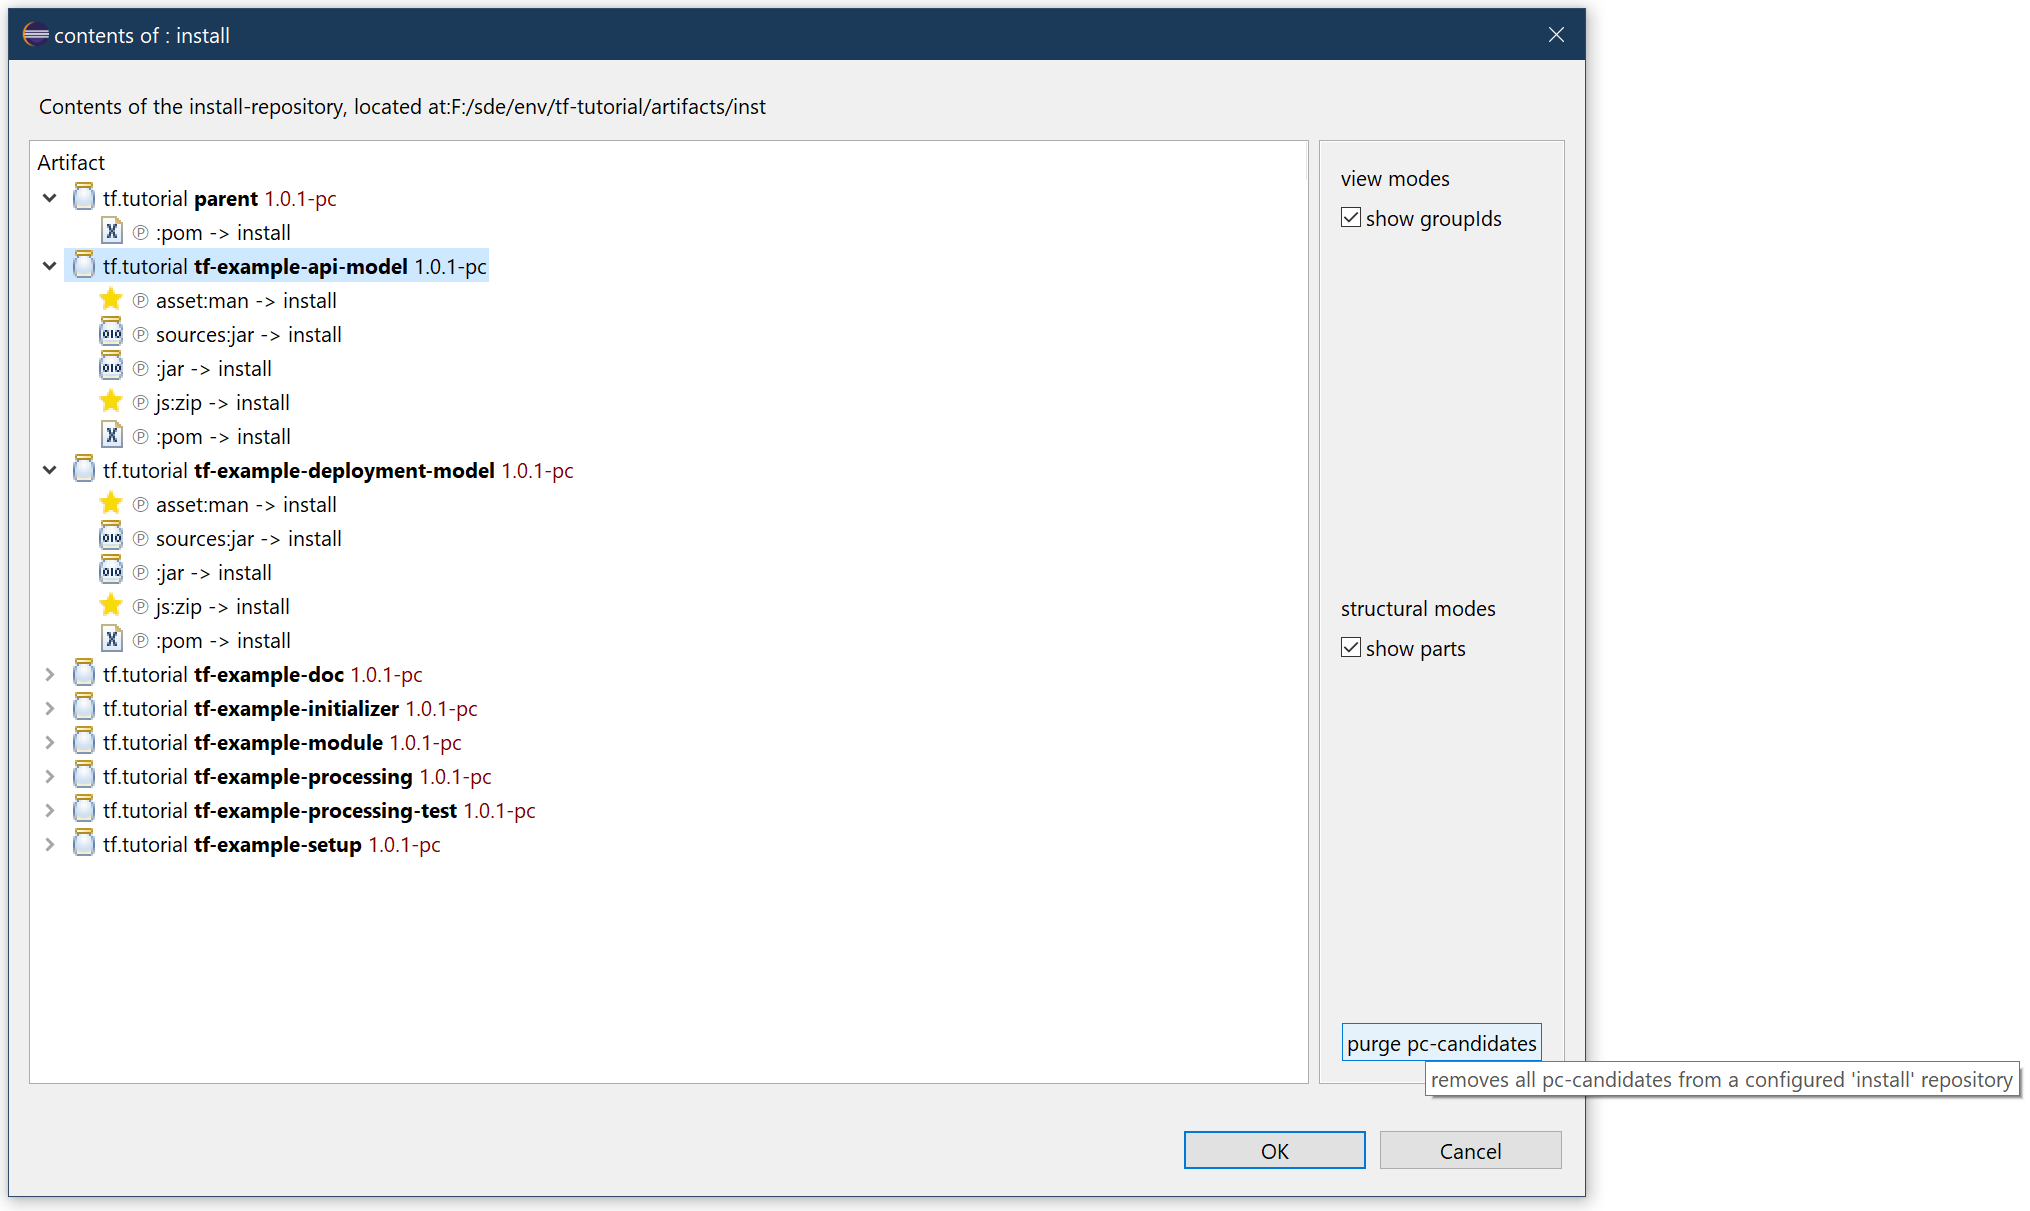 contents of : install
Contents of the install-repository, located at:F:/sde/env/tf-tutorial/artifacts/inst
Artifact
tf.tutorial parent 1.0.1-pc
Ⓟ :pom -> install
tf.tutorial tf-example-api-model 1.0.1-pc
Ⓟ asset:man -> install
Ⓟ sources:jar -> install
Ⓟ :jar -> install
Ⓟ js:zip -> install
Ⓟ :pom -> install
tf.tutorial tf-example-deployment-model 1.0.1-pc
Ⓟ asset:man -> install
Ⓟ sources:jar -> install
Ⓟ :jar -> install
Ⓟ js:zip -> install
Ⓟ :pom -> install
tf.tutorial tf-example-doc 1.0.1-pc
tf.tutorial tf-example-initializer 1.0.1-pc
tf.tutorial tf-example-module 1.0.1-pc
tf.tutorial tf-example-processing 1.0.1-pc
tf.tutorial tf-example-processing-test 1.0.1-pc
tf.tutorial tf-example-setup 1.0.1-pc
view modes
show groupIds
structural modes
show parts
purge pc-candidates
removes all pc-candidates from a configured 'install' repository
OK
Cancel